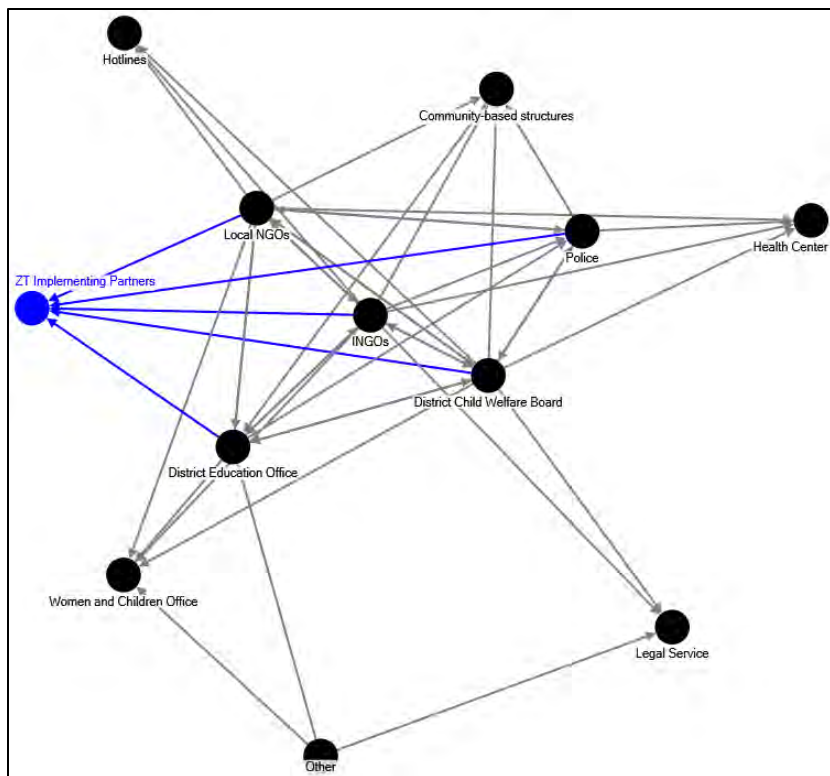 Hotlines
Community-based structures
Local NGOs
Health Center
Police
ZT Implementing Partners
INGOs
District Child Welfare Board
District Education Office
Women and Children Office
Legal Service
Other